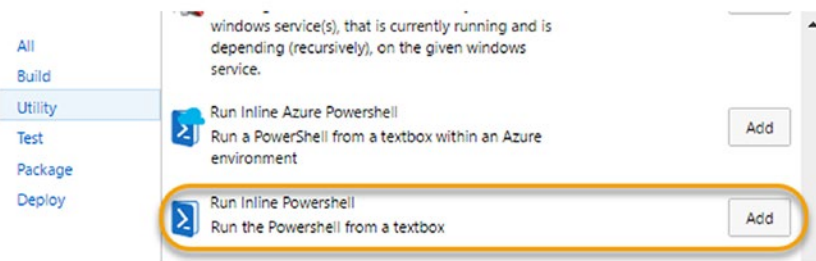 windows service(s), that is currently running and is
depending (recursively), on the given windows
service.
All
Build
Utility
Test
Package
Deploy
Run Inline Azure Powershell
Run a PowerShell from a textbox within an Azure
environment
Add
Run Inline Powershell
Run the Powershell from a textbox
Add